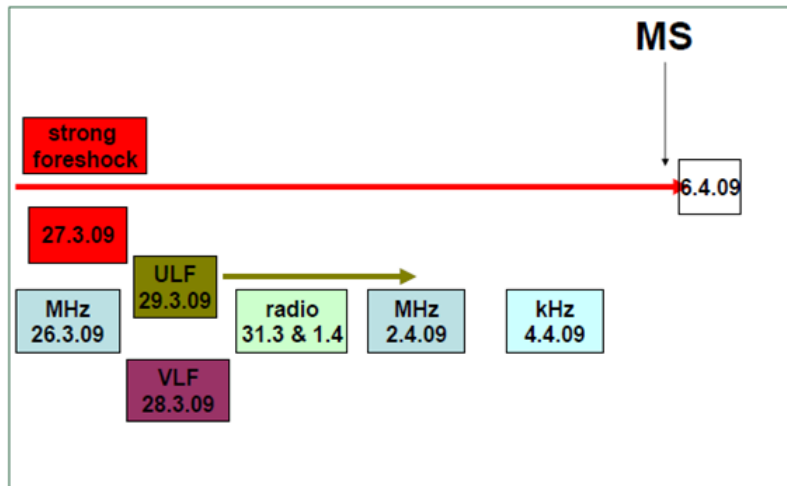 MS
strong
foreshock
6.4.09
27.3.09
ULF
29.3.09
MHz
26.3.09
radio
31.3 & 1.4
MHz
2.4.09
kHz
4.4.09
VLF
28.3.09